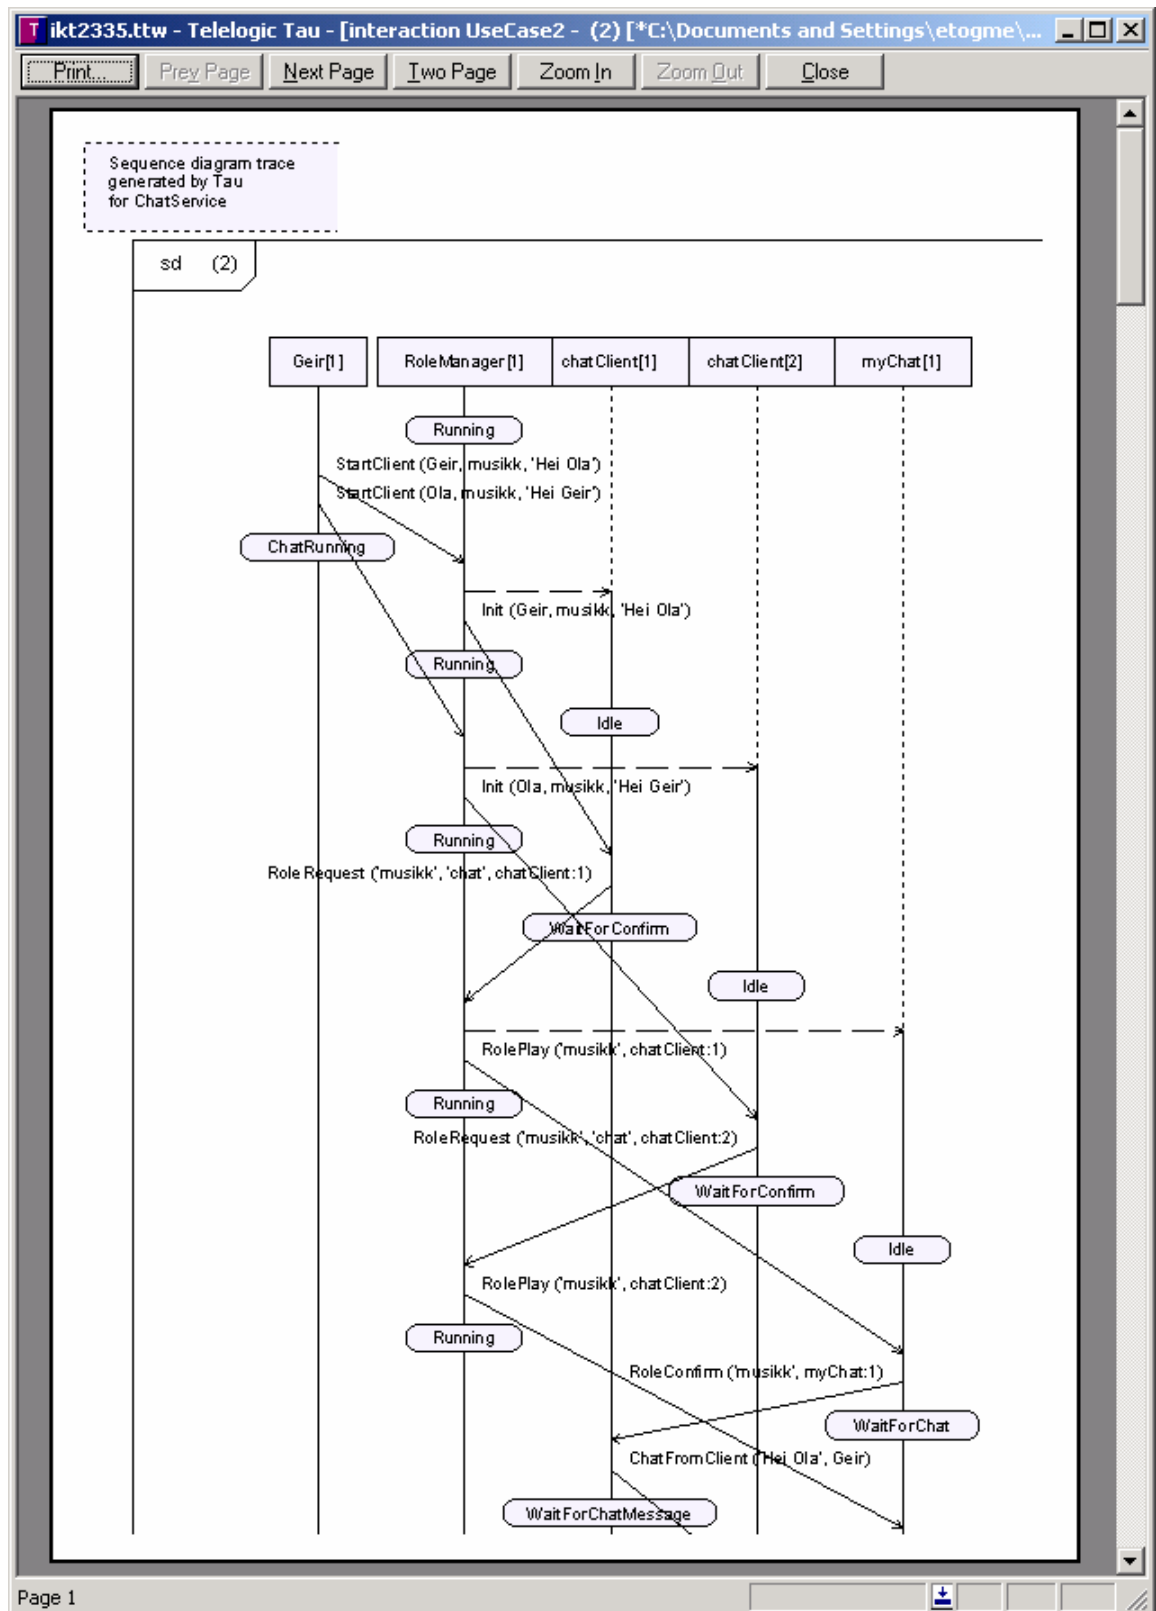 ikt2335.ttw - Telelogic Tau - [interaction UseCase2 - (2) [*C:\Documents and Settings\etogme\...
Print... Prev Page Next Page Two Page Zoom In Zoom Out Close
Sequence diagram trace
generated by Tau
for ChatService
sd (2)
Geir[1] RoleManager[1] chatClient[1] chatClient[2] myChat[1]
Running
StartClient (Geir, musikk, 'Hei Ola')
StartClient (Ola, musikk, 'Hei Geir')
ChatRunning
Init (Geir, musikk, 'Hei Ola')
Running
Idle
Init (Ola, musikk, 'Hei Geir')
Running
RoleRequest ('musikk', 'chat', chatClient:1)
WaitForConfirm
Idle
RolePlay ('musikk', chatClient:1)
Running
RoleRequest ('musikk', 'chat', chatClient:2)
WaitForConfirm
Idle
RolePlay ('musikk', chatClient:2)
Running
RoleConfirm ('musikk', myChat:1)
WaitForChat
ChatFromClient ('Hei Ola', Geir)
WaitForChatMessage
Page 1